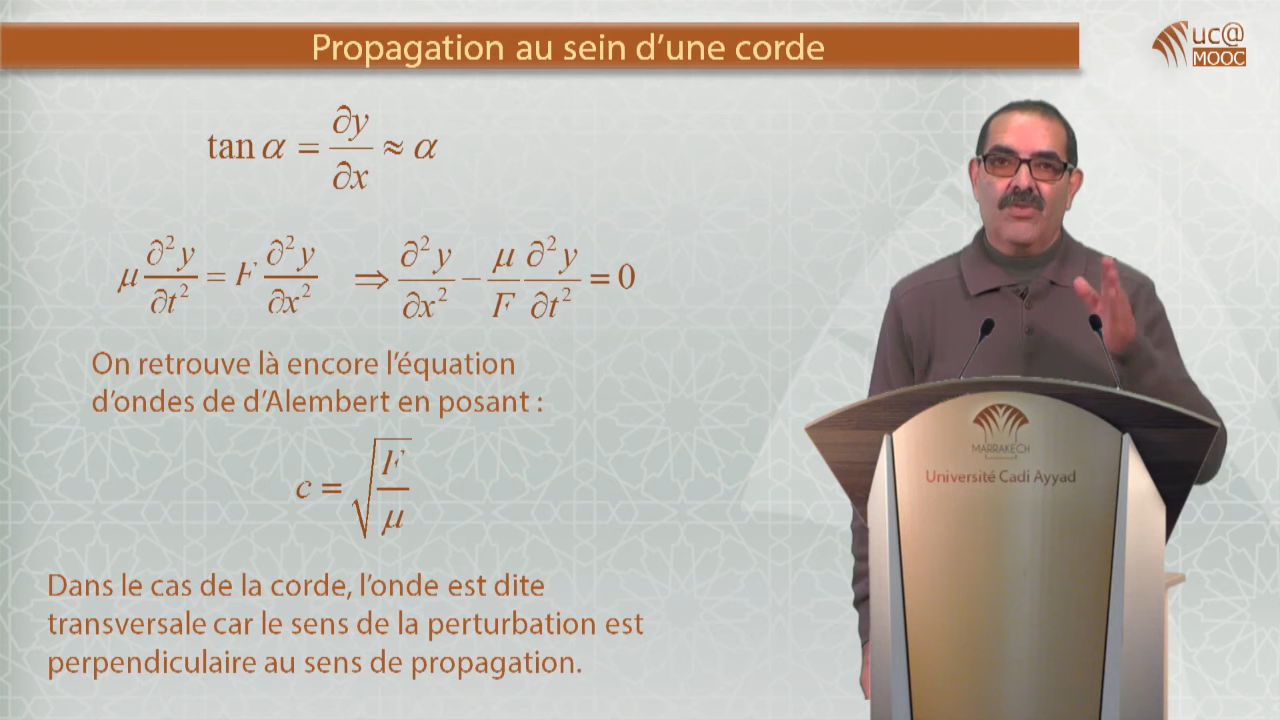 Propagation au sein d'une corde
uc@
MOOC
tan α = ∂y/∂x ≈ α
μ ∂²y/∂t² = F ∂²y/∂x² ⇒ ∂²y/∂x² − μ/F ∂²y/∂t² = 0
On retrouve là encore l'équation
d'ondes de d'Alembert en posant :
c = √(F/μ)
Dans le cas de la corde, l'onde est dite
transversale car le sens de la perturbation est
perpendiculaire au sens de propagation.
MARRAKECH
Université Cadi Ayyad